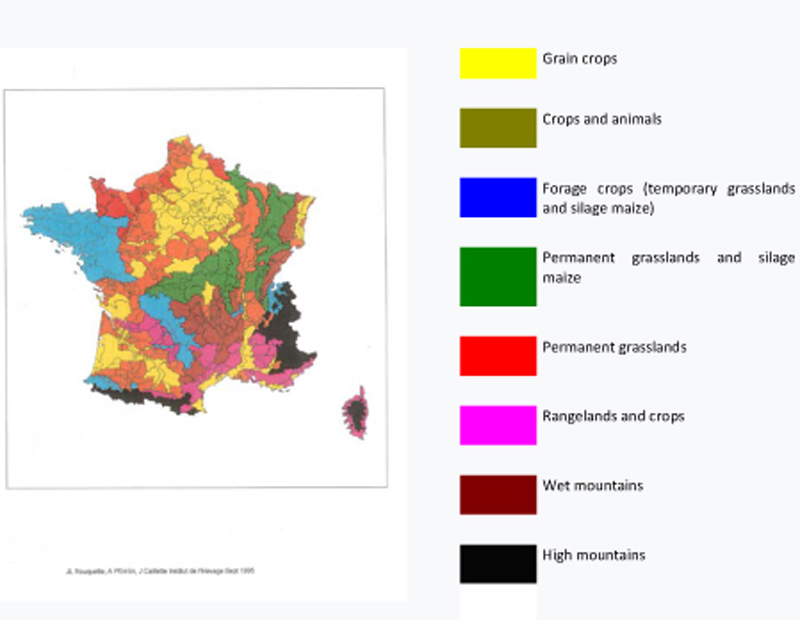 Grain crops
Crops and animals
Forage crops (temporary grasslands
and silage maize)
Permanent grasslands and silage
maize
Permanent grasslands
Rangelands and crops
Wet mountains
High mountains